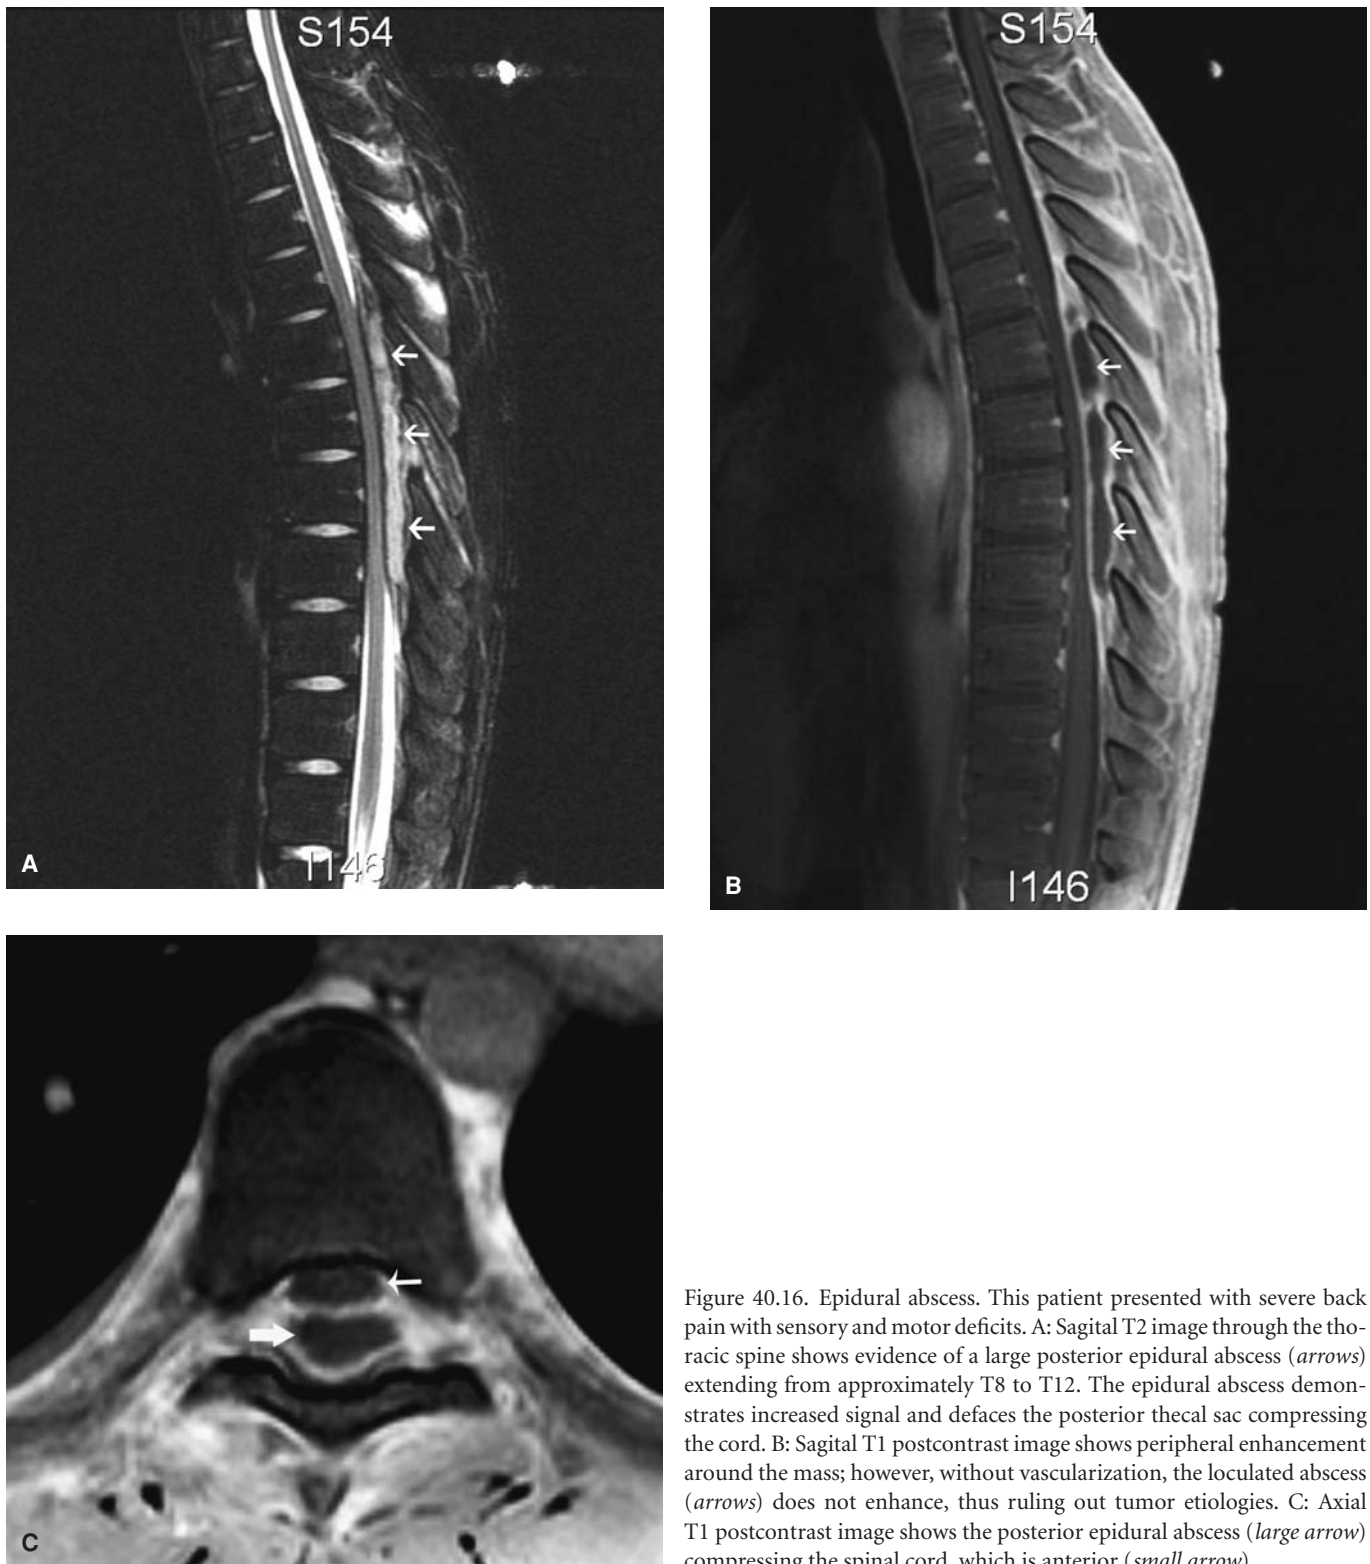 S154
S154
A
I146
B
I146
C
Figure 40.16. Epidural abscess. This patient presented with severe back
pain with sensory and motor deficits. A: Sagital T2 image through the tho-
racic spine shows evidence of a large posterior epidural abscess (arrows)
extending from approximately T8 to T12. The epidural abscess demon-
strates increased signal and defaces the posterior thecal sac compressing
the cord. B: Sagital T1 postcontrast image shows peripheral enhancement
around the mass; however, without vascularization, the loculated abscess
(arrows) does not enhance, thus ruling out tumor etiologies. C: Axial
T1 postcontrast image shows the posterior epidural abscess (large arrow)
compressing the spinal cord, which is anterior (small arrow).